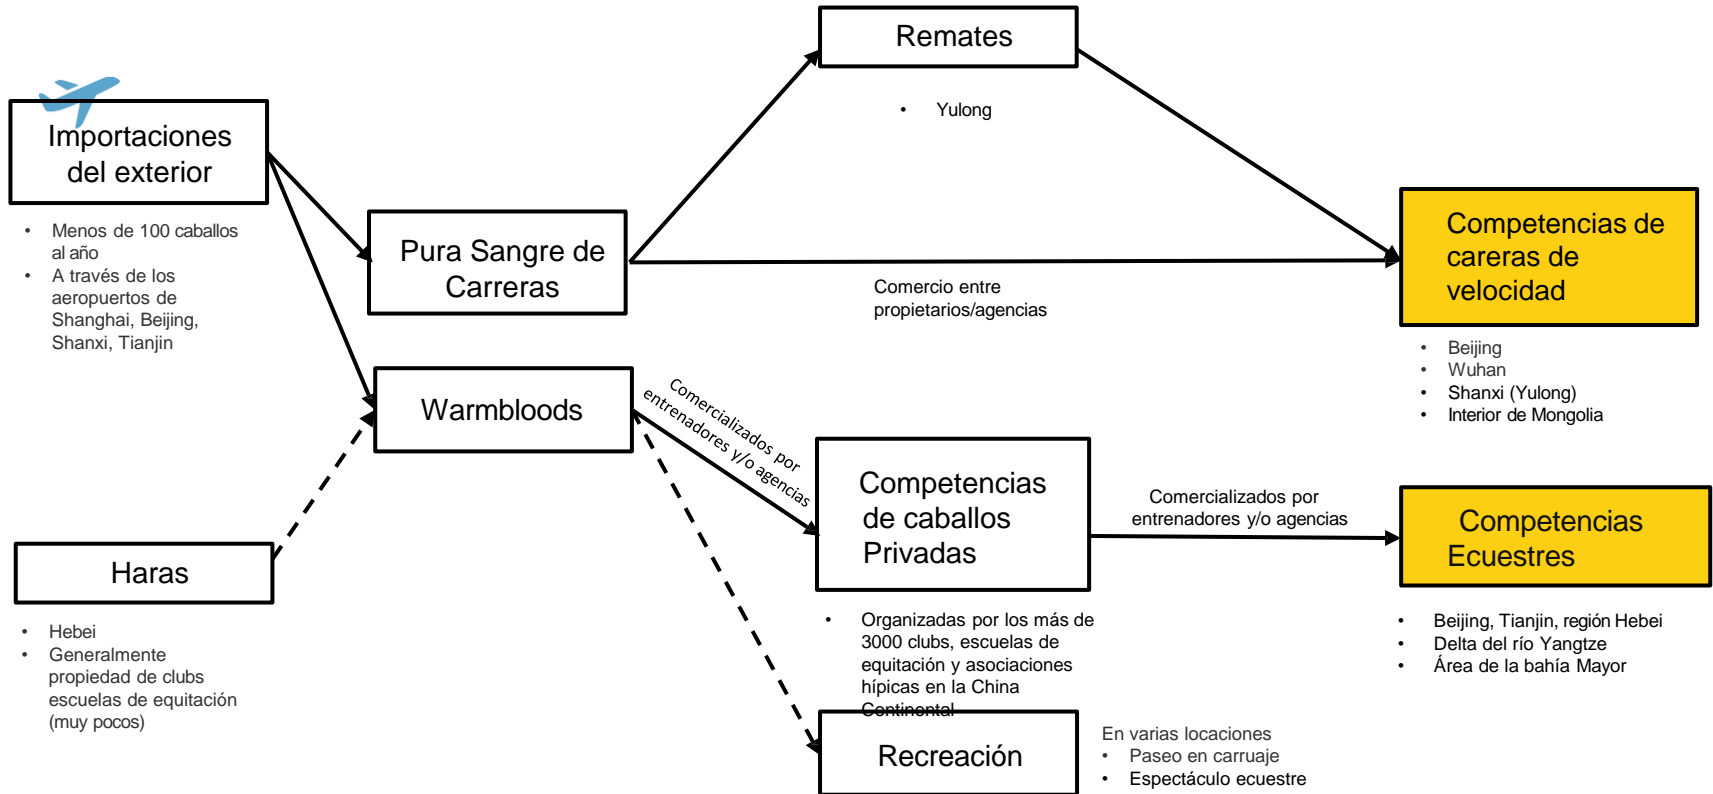 Remates
• Yulong
Importaciones
del exterior
• Menos de 100 caballos
al año
• A través de los
aeropuertos de
Shanghai, Beijing,
Shanxi, Tianjin
Pura Sangre de
Carreras
Comercio entre
propietarios/agencias
Competencias de
careras de
velocidad
• Beijing
• Wuhan
• Shanxi (Yulong)
• Interior de Mongolia
Warmbloods
Comercializados por
entrenadores y/o agencias
Competencias
de caballos
Privadas
• Organizadas por los más de
3000 clubs, escuelas de
equitación y asociaciones
hípicas en la China
Continental
Comercializados por
entrenadores y/o agencias
Competencias
Ecuestres
• Beijing, Tianjin, región Hebei
• Delta del río Yangtze
• Área de la bahía Mayor
Haras
• Hebei
• Generalmente
propiedad de clubs
escuelas de equitación
(muy pocos)
Recreación
En varias locaciones
• Paseo en carruaje
• Espectáculo ecuestre